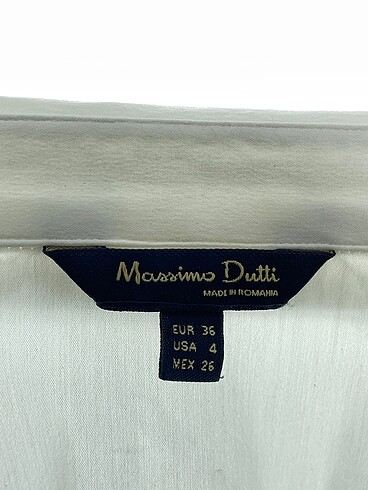 Massimo Dutti
MADE IN ROMANIA
EUR 36
USA 4
MEX 26